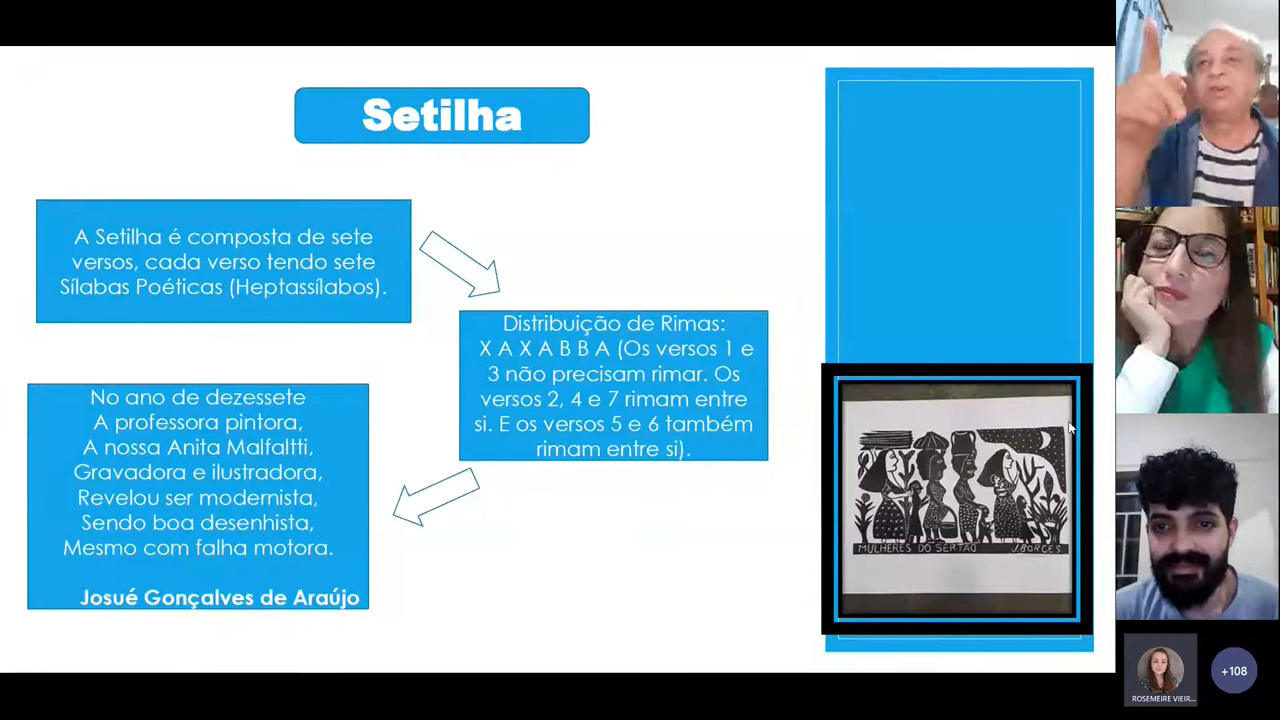 Setilha
A Setilha é composta de sete
versos, cada verso tendo sete
Sílabas Poéticas (Heptassílabos).
Distribuição de Rimas:
X A X A B B A (Os versos 1 e
3 não precisam rimar. Os
versos 2, 4 e 7 rimam entre
si. E os versos 5 e 6 também
rimam entre si).
No ano de dezessete
A professora pintora,
A nossa Anita Malfaltti,
Gravadora e ilustradora,
Revelou ser modernista,
Sendo boa desenhista,
Mesmo com falha motora.
Josué Gonçalves de Araújo
MULHERES DO SERTÃO J.BORGES
ROSEMEIRE VIEIR...
+108